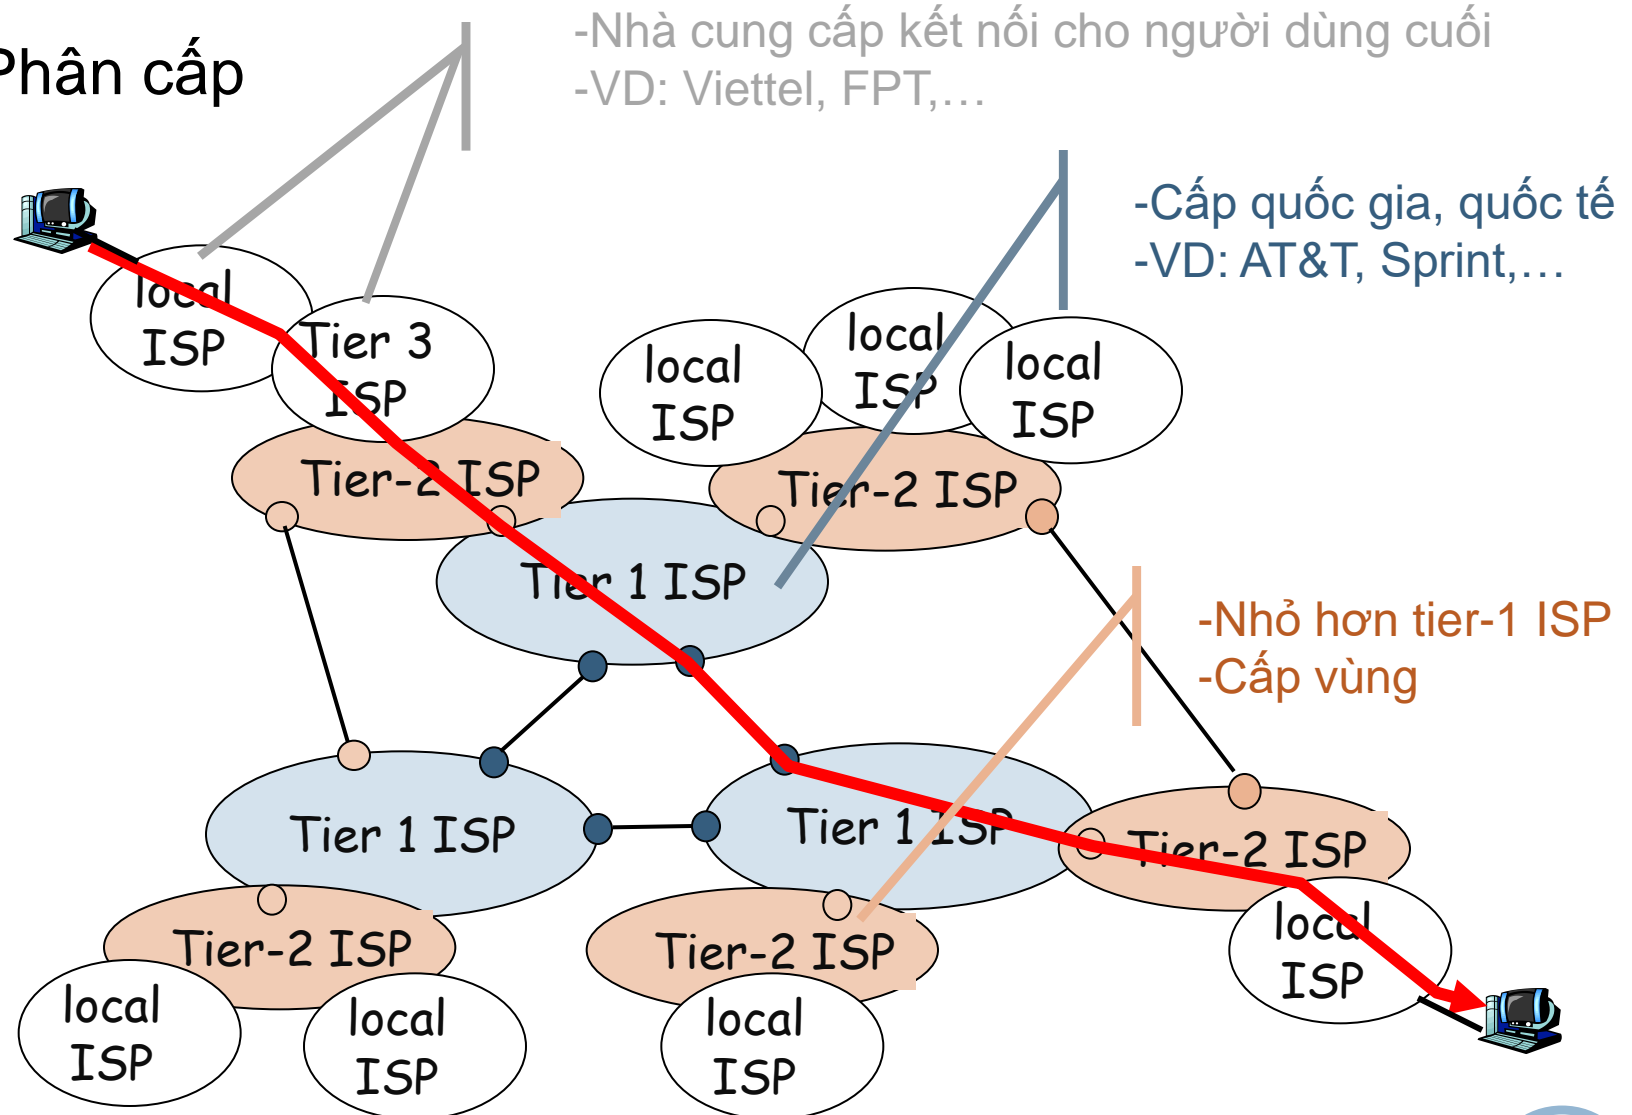 Phân cấp
-Nhà cung cấp kết nối cho người dùng cuối
-VD: Viettel, FPT,…
-Cấp quốc gia, quốc tế
-VD: AT&T, Sprint,…
local
ISP
Tier 3
ISP
local
ISP
local
ISP
local
ISP
Tier-2 ISP
Tier-2 ISP
Tier 1 ISP
-Nhỏ hơn tier-1 ISP
-Cấp vùng
Tier 1 ISP
Tier 1 ISP
Tier-2 ISP
local
ISP
Tier-2 ISP
Tier-2 ISP
local
ISP
local
ISP
local
ISP